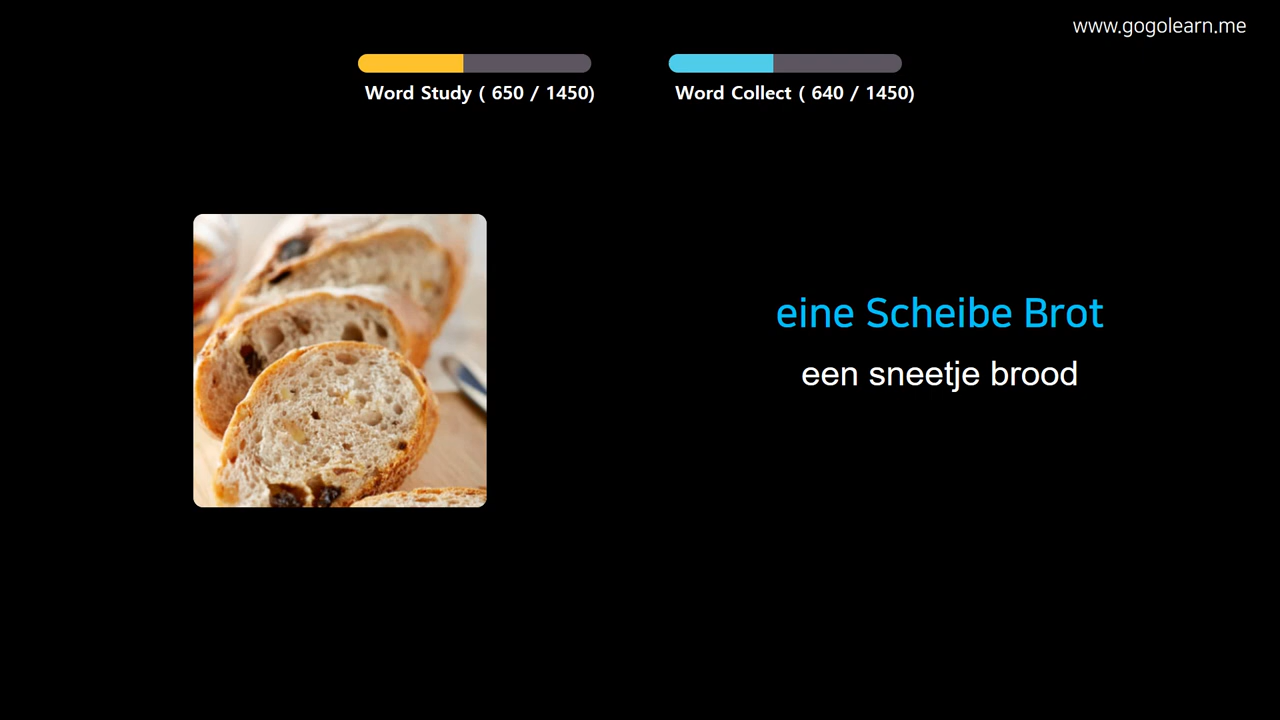 www.gogolearn.me
Word Study ( 650 / 1450)
Word Collect ( 640 / 1450)
eine Scheibe Brot
een sneetje brood